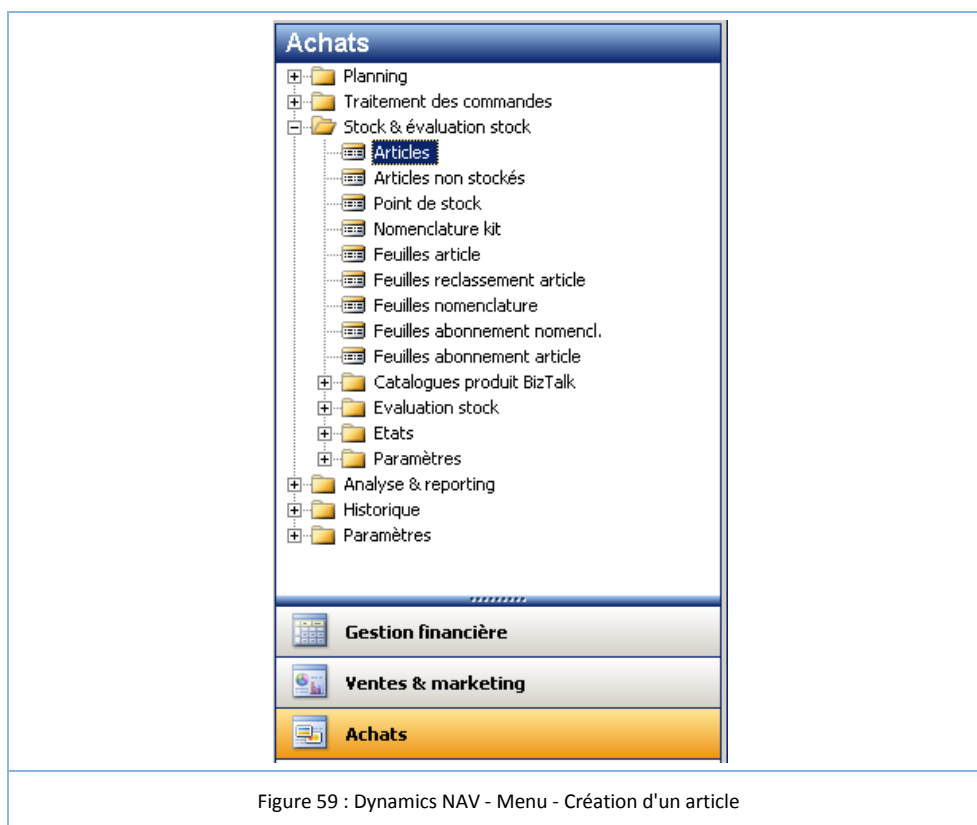 Achats
Planning
Traitement des commandes
Stock & évaluation stock
Articles
Articles non stockés
Point de stock
Nomenclature kit
Feuilles article
Feuilles reclassement article
Feuilles nomenclature
Feuilles abonnement nomencl.
Feuilles abonnement article
Catalogues produit BizTalk
Evaluation stock
Etats
Paramètres
Analyse & reporting
Historique
Paramètres
Gestion financière
Ventes & marketing
Achats
Figure 59 : Dynamics NAV - Menu - Création d'un article